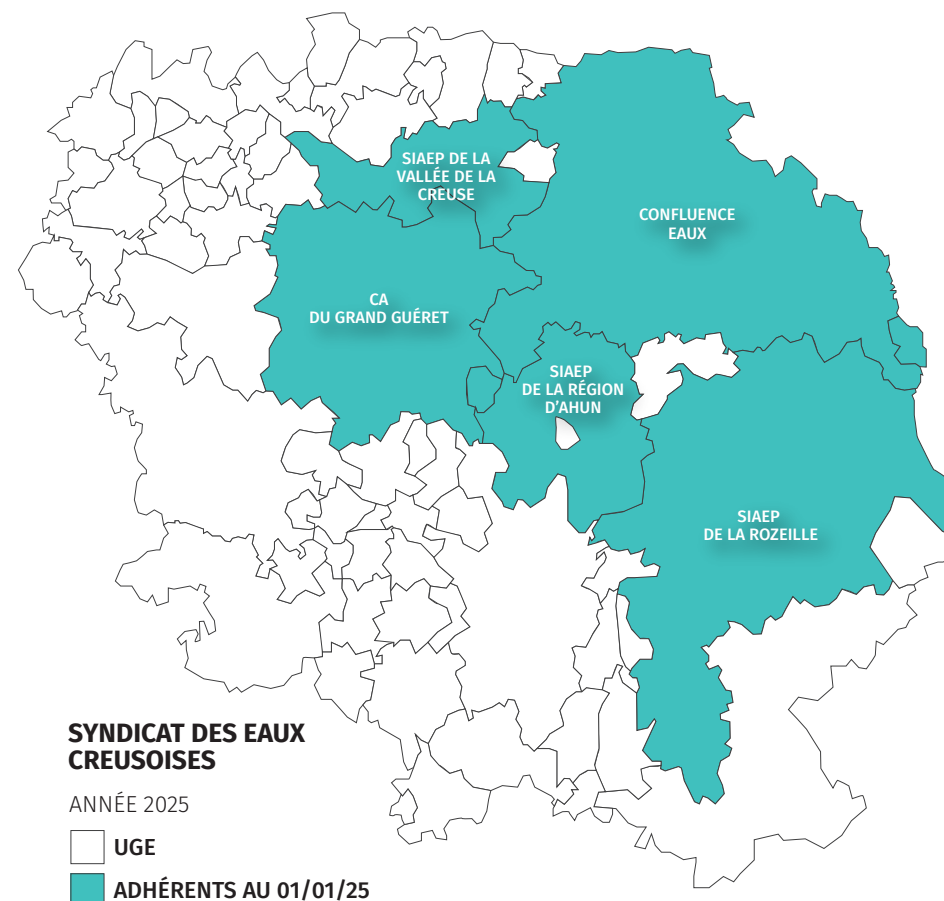 SIAEP DE LA
VALLÉE DE LA
CREUSE
CONFLUENCE
EAUX
CA
DU GRAND GUÉRET
SIAEP
DE LA RÉGION
D'AHUN
SIAEP
DE LA ROZEILLE
SYNDICAT DES EAUX
CREUSOISES
ANNÉE 2025
UGE
ADHÉRENTS AU 01/01/25